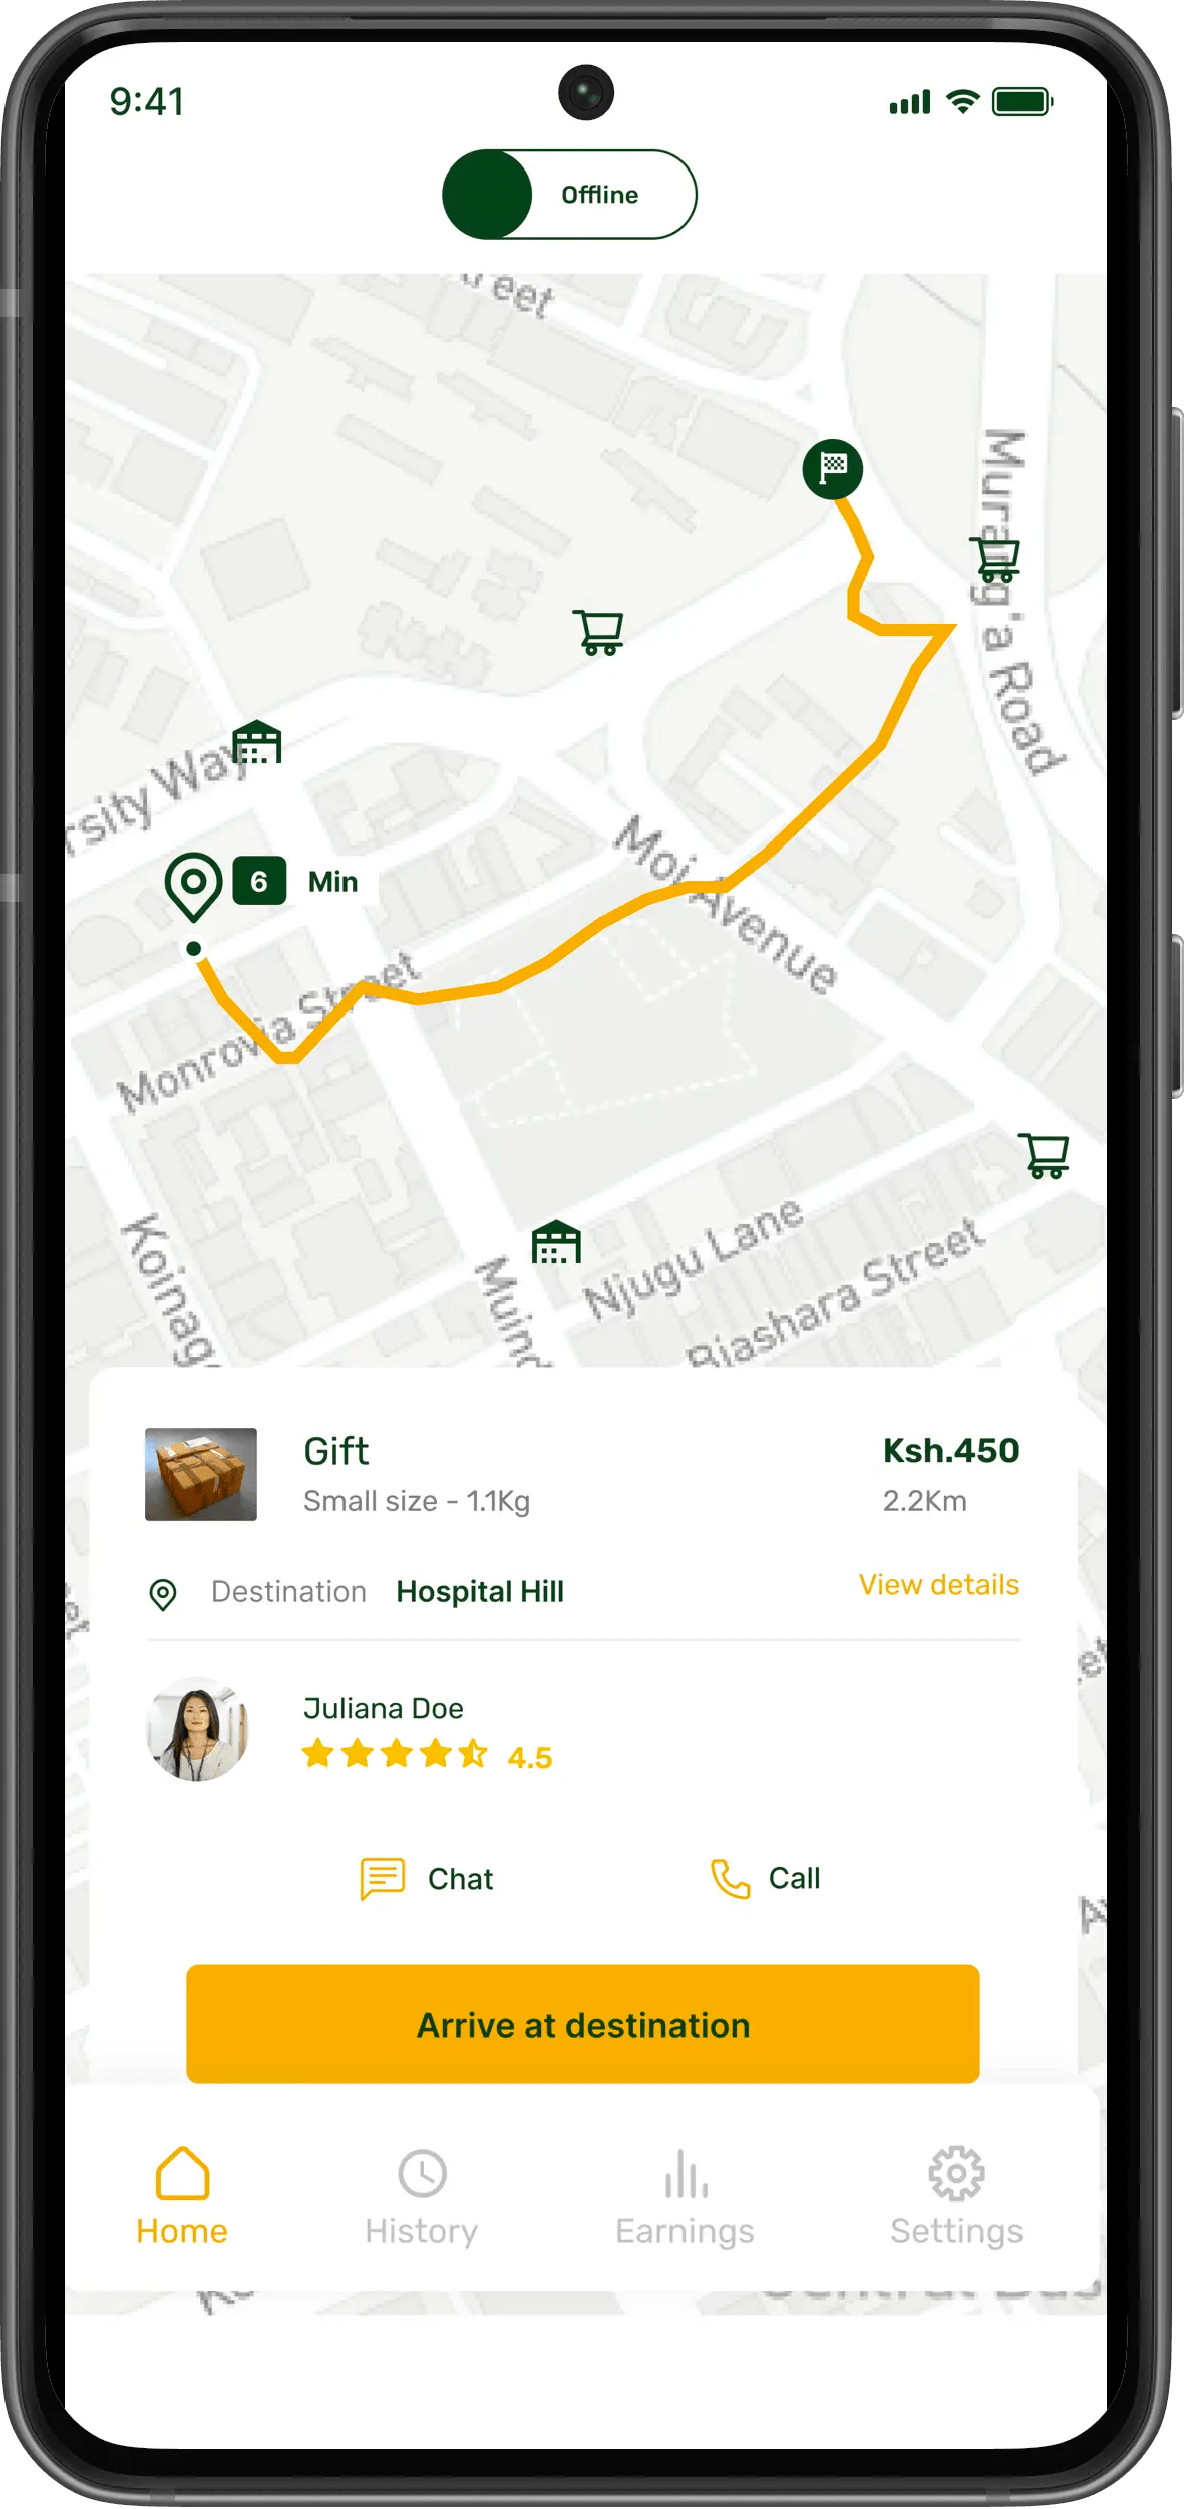 9:41
Offline
reet
Murang'a Road
rsity Way
6 Min
Moi Avenue
Monrovia Street
Njugu Lane
Biashara Street
Koinag
Muind
Gift
Ksh.450
Small size - 1.1Kg
2.2Km
Destination Hospital Hill
View details
Juliana Doe
4.5
Chat
Call
Arrive at destination
Home
History
Earnings
Settings